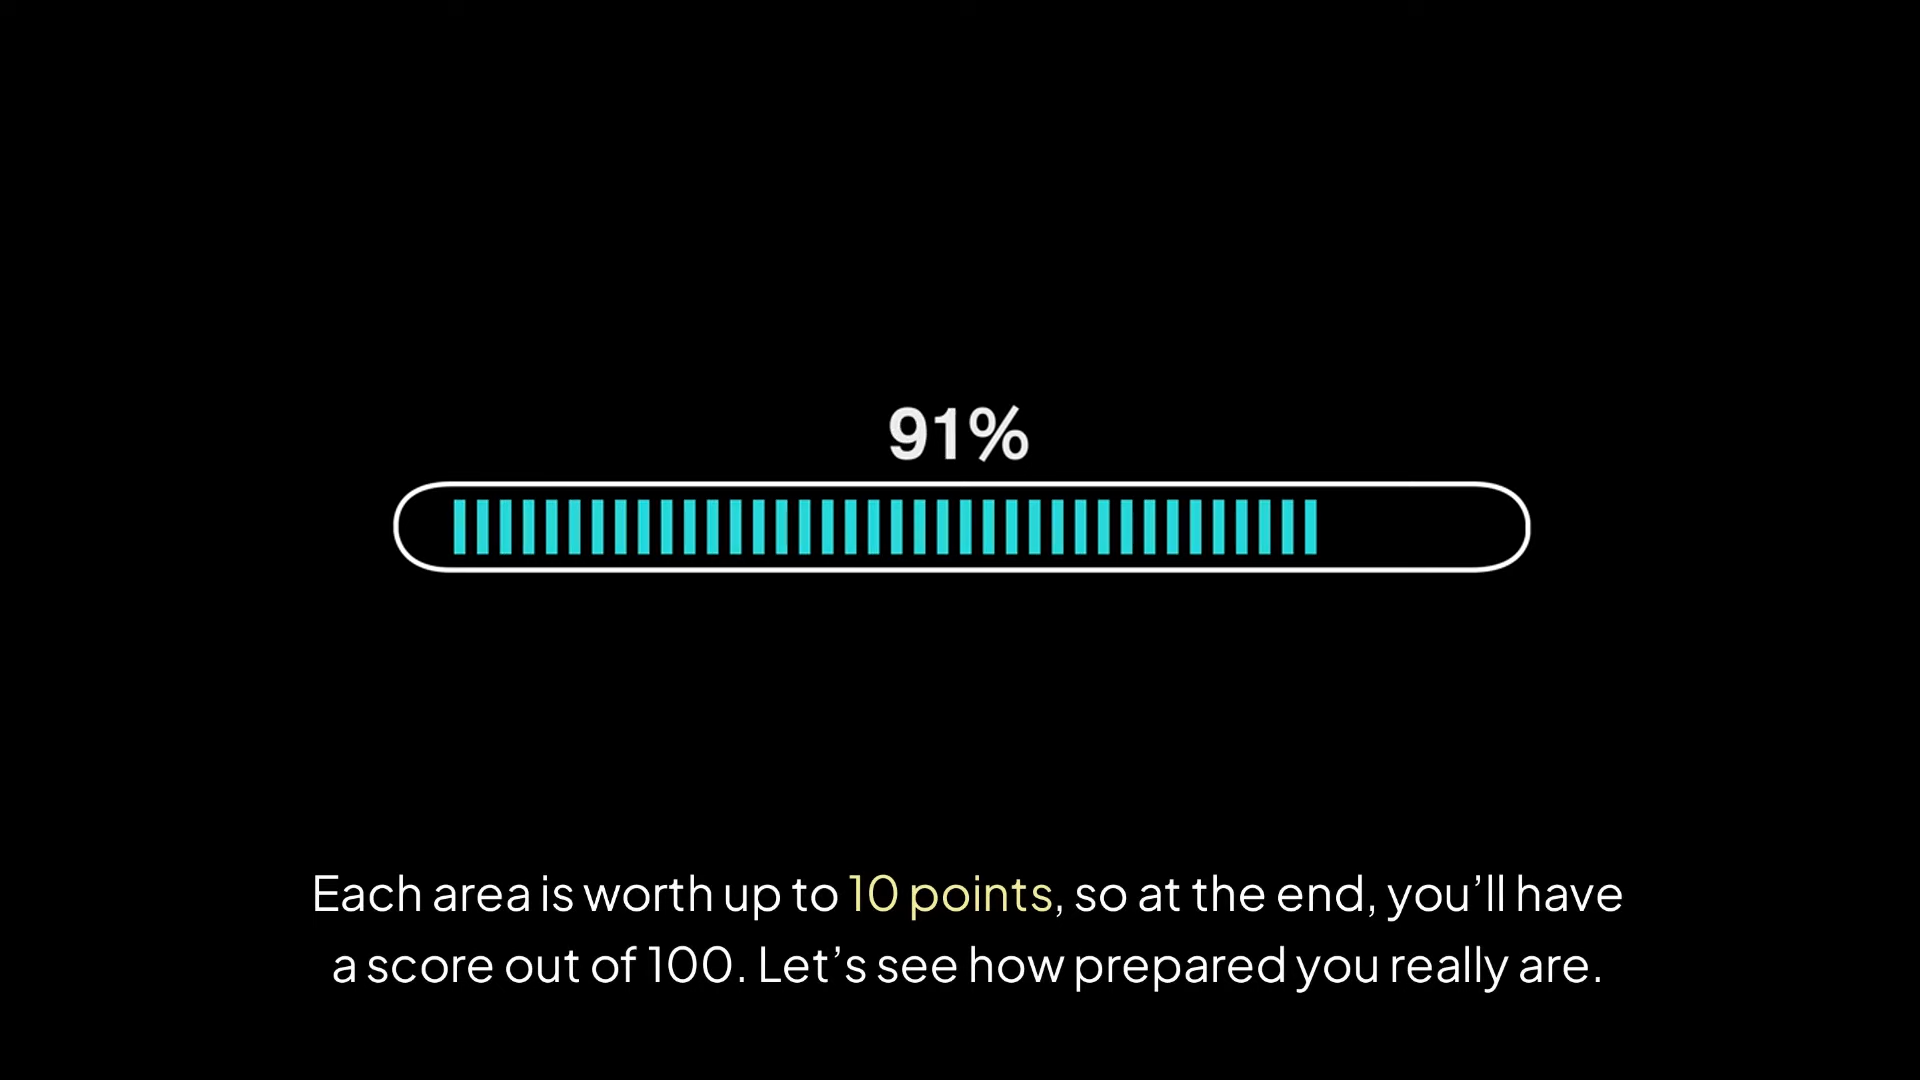 91%
Each area is worth up to 10 points, so at the end, you’ll have
a score out of 100. Let’s see how prepared you really are.